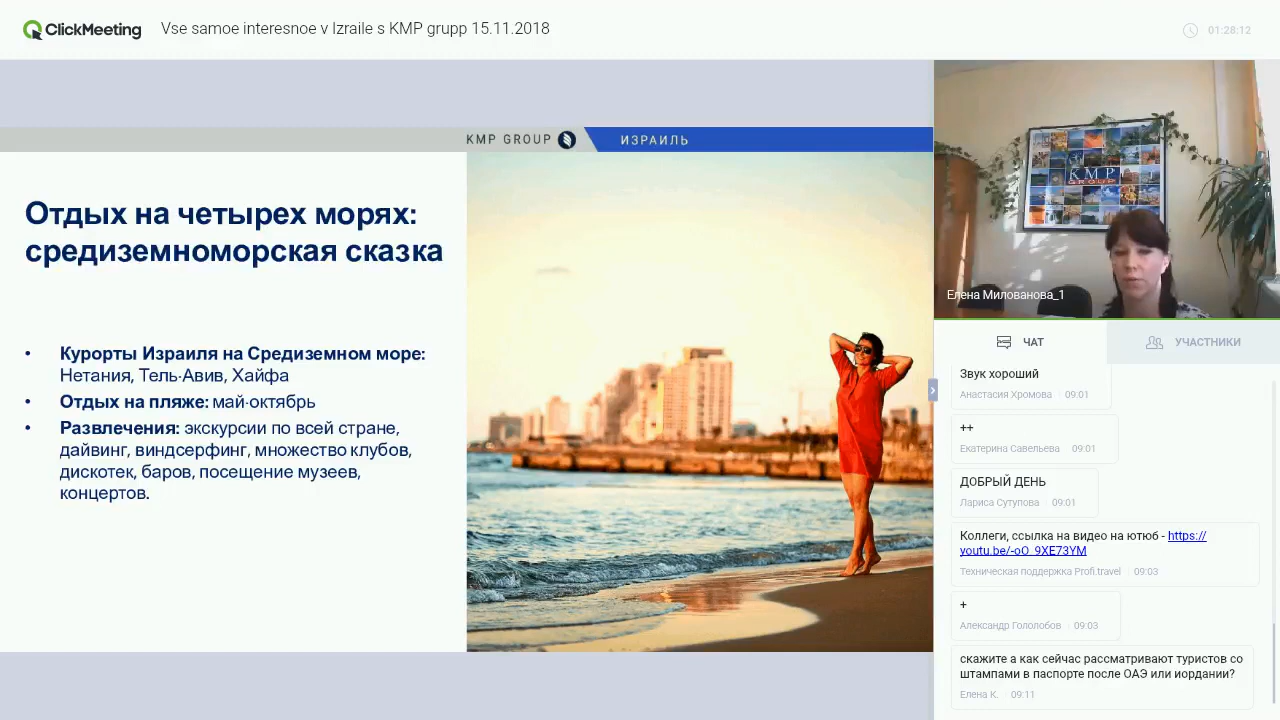 ClickMeeting
Vse samoe interesnoe v Izraile s KMP grupp 15.11.2018
01:28:12
KMP GROUP
ИЗРАИЛЬ
Отдых на четырех морях:
средиземноморская сказка
• Курорты Израиля на Средиземном море:
Нетания, Тель-Авив, Хайфа
• Отдых на пляже: май-октябрь
• Развлечения: экскурсии по всей стране,
дайвинг, виндсерфинг, множество клубов,
дискотек, баров, посещение музеев,
концертов.
KMP
GROUP
Елена Милованова_1
ЧАТ
УЧАСТНИКИ
Звук хороший
Анастасия Хромова · 09:01
++
Екатерина Савельева · 09:01
ДОБРЫЙ ДЕНЬ
Лариса Сутупова · 09:01
Коллеги, ссылка на видео на ютюб - https://
youtu.be/-oO_9XE73YM
Техническая поддержка Profi.travel · 09:03
+
Александр Гололобов · 09:03
скажите а как сейчас рассматривают туристов со
штампами в паспорте после ОАЭ или иордании?
Елена К. · 09:11